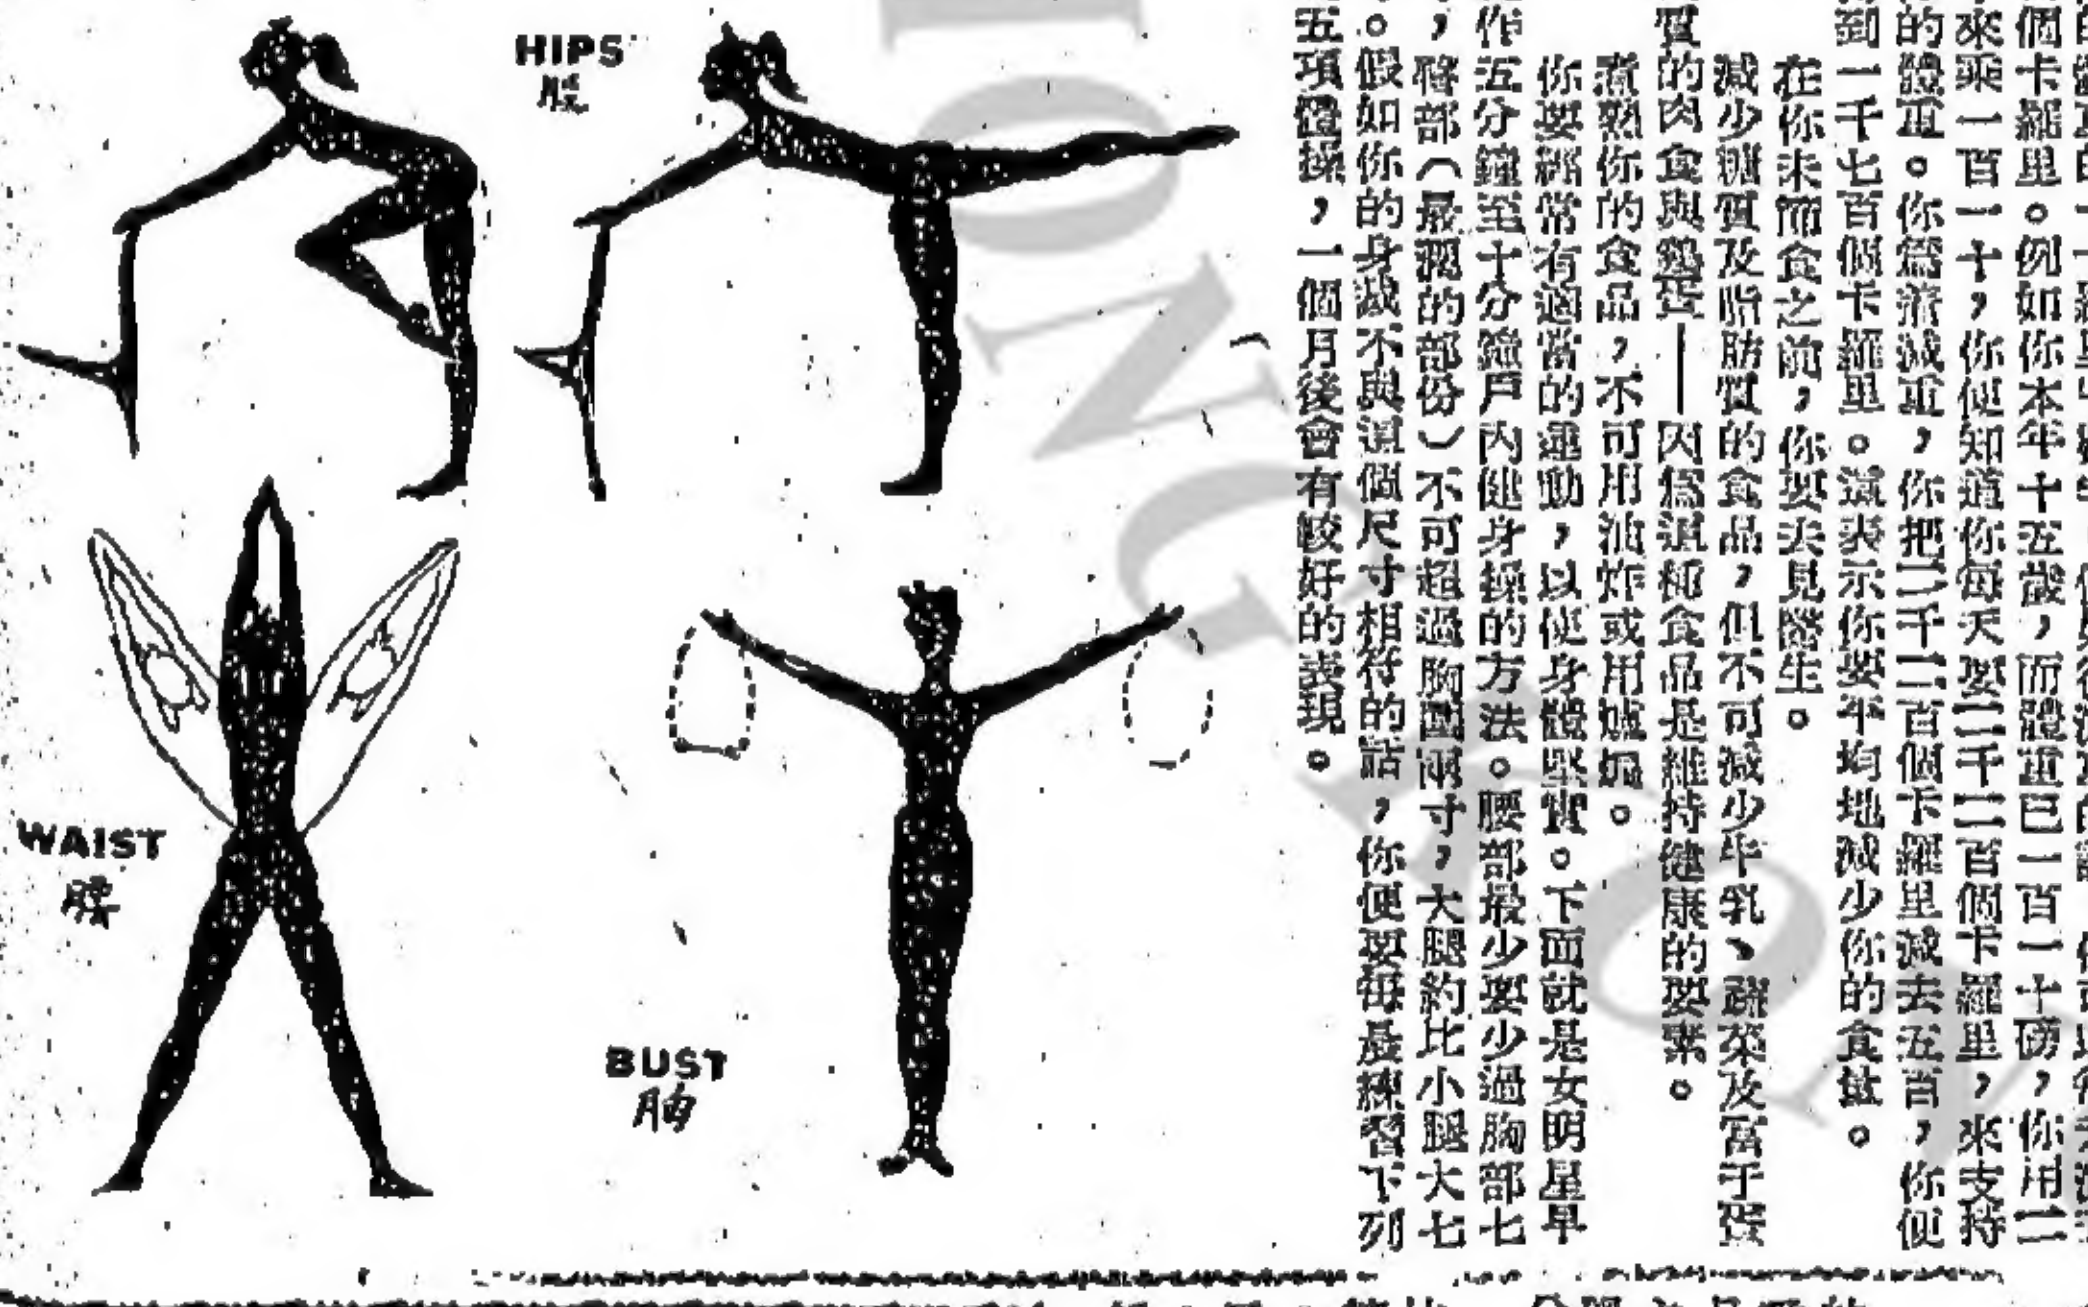 個卡羅里。例如你本年十五歲，而體重已一百一十磅，你用二
來乘一百一十，你便知道你每天要二千二百個卡羅里，來支持
的體重。你為着減重，你把二千二百個卡羅里減去五百，你便
到一千七百個卡羅里。這表示你要平均地減少你的食量。
在你未節食之前，你要去見醫生。
減少糖質及脂肪質的食品，但不可減少牛乳、蔬菜及富于蛋
質的肉食與鷄蛋——因為這種食品是維持健康的要素。
煮熟你的食品，不可用油炸或用爐焗。
你要經常有適當的運動，以使身體堅實。下面就是女明星早
作五分鐘至十分鐘戶內健身操的方法。腰部最少要少過胸部七
，臀部（最濶的部份）不可超過胸圍兩寸，大腿約比小腿大七
。假如你的身裁不與這個尺寸相符的話，你便要每晨練習下列
五項體操，一個月後會有較好的表現。
HIPS
WAIST
腰
BUST
胸
HONG KONG